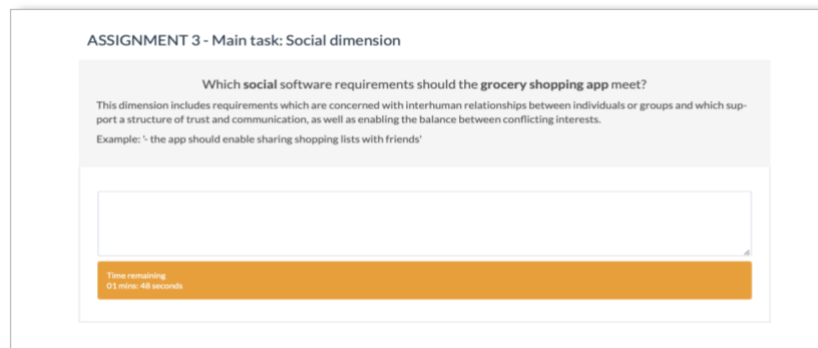 ASSIGNMENT 3 - Main task: Social dimension
Which social software requirements should the grocery shopping app meet?
This dimension includes requirements which are concerned with interhuman relationships between individuals or groups and which sup-
port a structure of trust and communication, as well as enabling the balance between conflicting interests.
Example: '- the app should enable sharing shopping lists with friends'
Time remaining
01 mins: 48 seconds